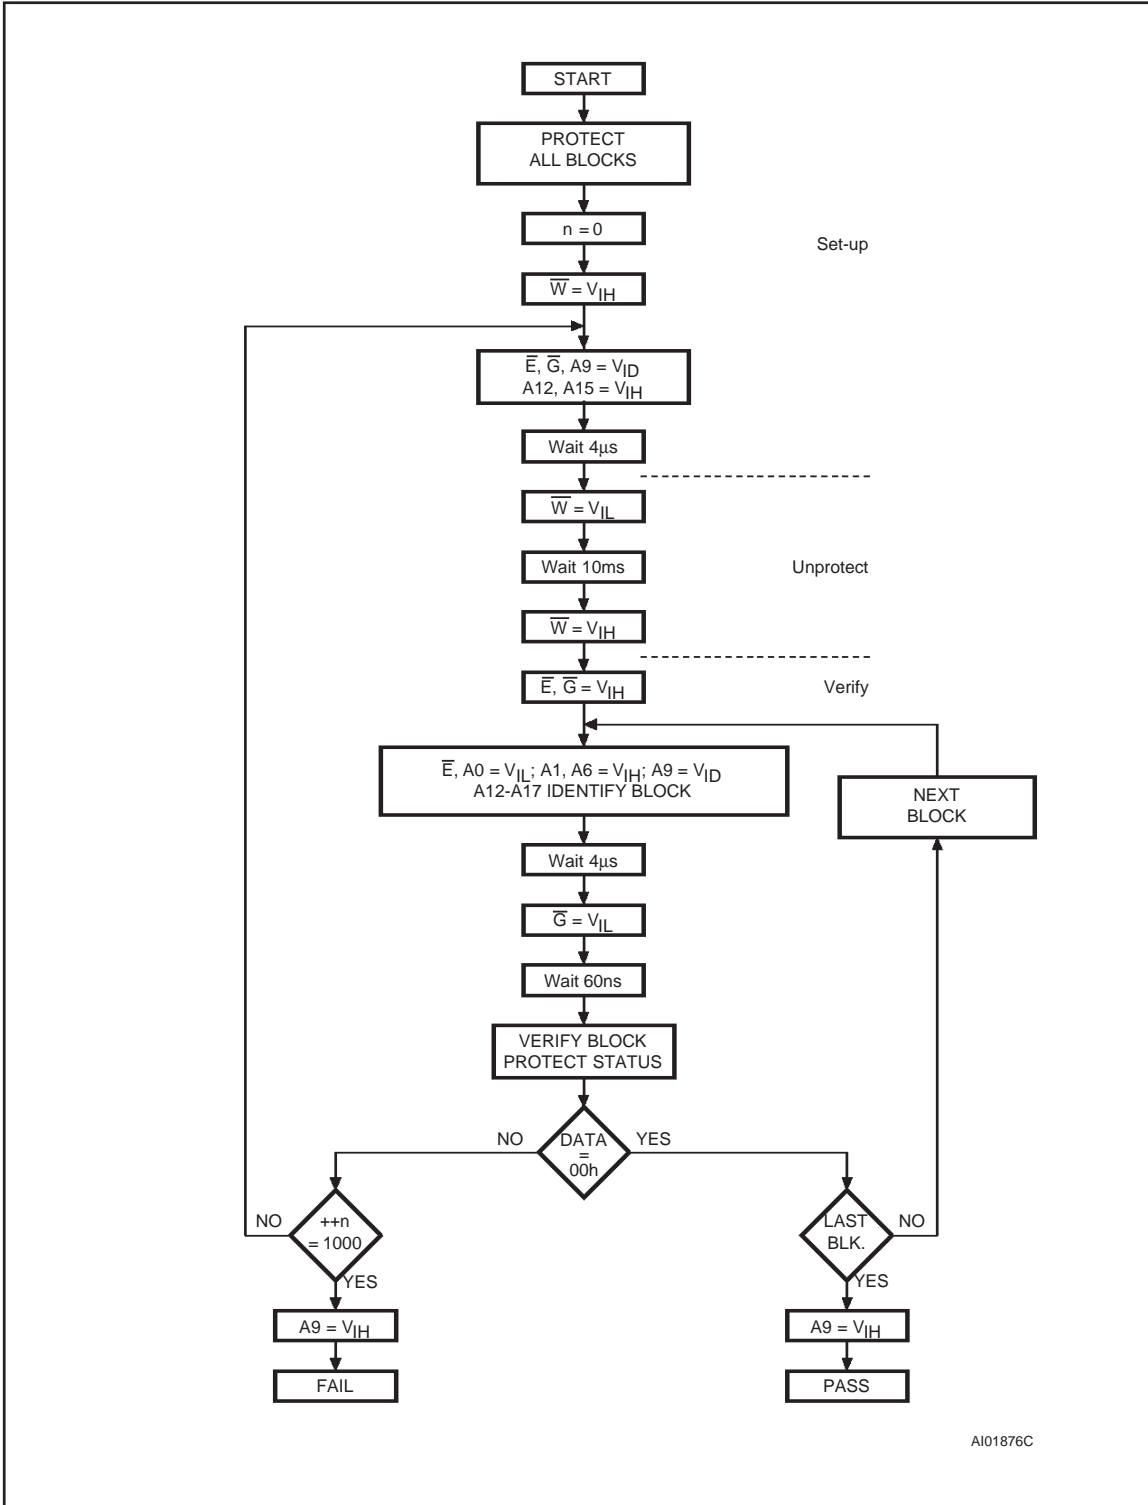 START
PROTECT
ALL BLOCKS
n = 0
Set-up
W̅ = VIH
E̅, G̅, A9 = VID
A12, A15 = VIH
Wait 4µs
W̅ = VIL
Wait 10ms
Unprotect
W̅ = VIH
E̅, G̅ = VIH
Verify
E̅, A0 = VIL; A1, A6 = VIH; A9 = VID
A12-A17 IDENTIFY BLOCK
NEXT
BLOCK
Wait 4µs
G̅ = VIL
Wait 60ns
VERIFY BLOCK
PROTECT STATUS
NO
DATA
=
00h
YES
NO
++n
= 1000
YES
LAST
BLK.
NO
YES
A9 = VIH
A9 = VIH
FAIL
PASS
AI01876C